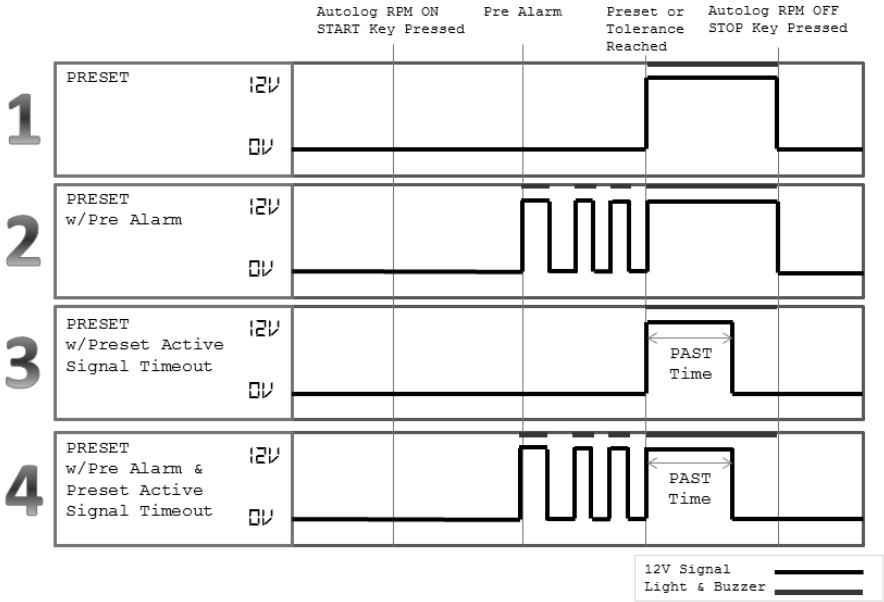 Autolog RPM ON
START Key Pressed
Pre Alarm
Preset or
Tolerance
Reached
Autolog RPM OFF
STOP Key Pressed
1
PRESET
12V
0V
2
PRESET
w/Pre Alarm
12V
0V
3
PRESET
w/Preset Active
Signal Timeout
12V
0V
PAST
Time
4
PRESET
w/Pre Alarm &
Preset Active
Signal Timeout
12V
0V
PAST
Time
12V Signal
Light & Buzzer